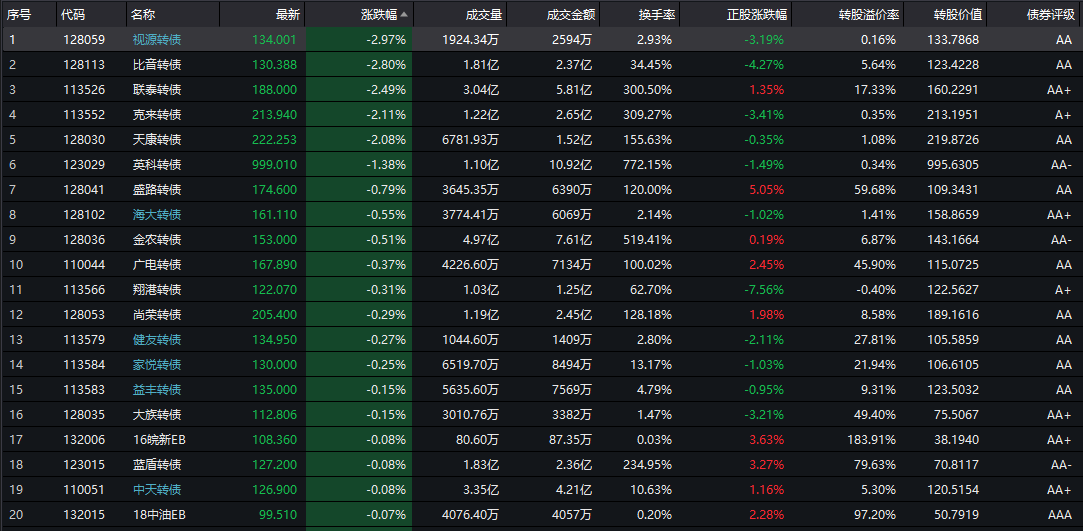 序号 代码 名称 最新 涨跌幅 成交量 成交金额 换手率 正股涨跌幅 转股溢价率 转股价值 债券评级
1 128059 视源转债 134.001 -2.97% 1924.34万 2594万 2.93% -3.19% 0.16% 133.7868 AA
2 128113 比音转债 130.388 -2.80% 1.81亿 2.37亿 34.45% -4.27% 5.64% 123.4228 AA
3 113526 联泰转债 188.000 -2.49% 3.04亿 5.81亿 300.50% 1.35% 17.33% 160.2291 AA+
4 113552 克来转债 213.940 -2.11% 1.22亿 2.65亿 309.27% -3.41% 0.35% 213.1951 A+
5 128030 天康转债 222.253 -2.08% 6781.93万 1.52亿 155.63% -0.35% 1.08% 219.8726 AA
6 123029 英科转债 999.010 -1.38% 1.10亿 10.92亿 772.15% -1.49% 0.34% 995.6305 AA-
7 128041 盛路转债 174.600 -0.79% 3645.35万 6390万 120.00% 5.05% 59.68% 109.3431 AA
8 128102 海大转债 161.110 -0.55% 3774.41万 6069万 2.14% -1.02% 1.41% 158.8659 AA+
9 128036 金农转债 153.000 -0.51% 4.97亿 7.61亿 519.41% 0.19% 6.87% 143.1664 AA-
10 110044 广电转债 167.890 -0.37% 4226.60万 7134万 100.02% 2.45% 45.90% 115.0725 AA
11 113566 翔港转债 122.070 -0.31% 1.03亿 1.25亿 62.70% -7.56% -0.40% 122.5627 A+
12 128053 尚荣转债 205.400 -0.29% 1.19亿 2.45亿 128.18% 1.98% 8.58% 189.1616 AA
13 113579 健友转债 134.950 -0.27% 1044.60万 1409万 2.80% -2.11% 27.81% 105.5859 AA
14 113584 家悦转债 130.000 -0.25% 6519.70万 8494万 13.17% -1.03% 21.94% 106.6105 AA
15 113583 益丰转债 135.000 -0.15% 5635.60万 7569万 4.79% -0.95% 9.31% 123.5032 AA
16 128035 大族转债 112.806 -0.15% 3010.76万 3382万 1.47% -3.21% 49.40% 75.5067 AA+
17 132006 16皖新EB 108.360 -0.08% 80.60万 87.35万 0.03% 3.63% 183.91% 38.1940 AA+
18 123015 蓝盾转债 127.200 -0.08% 1.83亿 2.36亿 234.95% 3.27% 79.63% 70.8117 AA-
19 110051 中天转债 126.900 -0.08% 3.35亿 4.21亿 10.63% 1.16% 5.30% 120.5154 AA+
20 132015 18中油EB 99.510 -0.07% 4076.40万 4057万 0.20% 2.28% 97.20% 50.7919 AAA